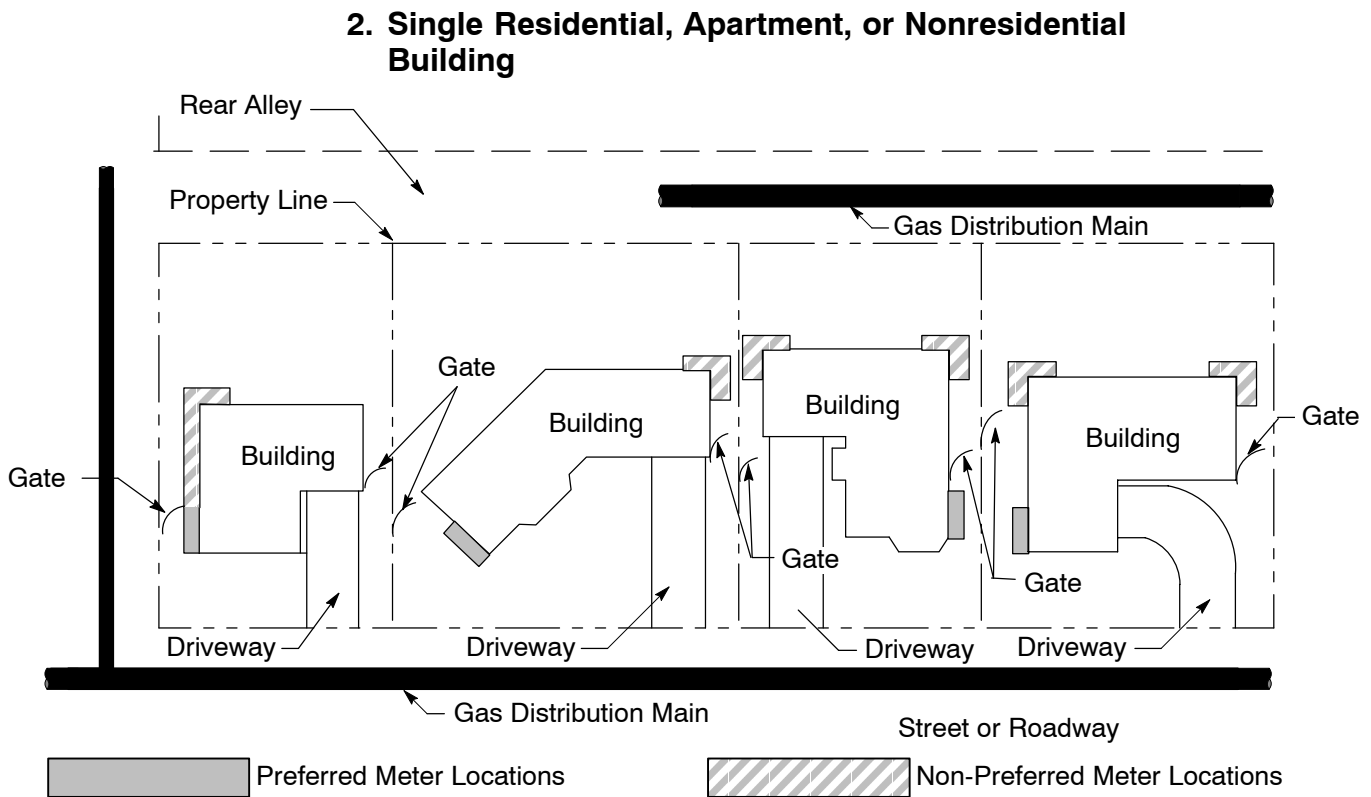 2. Single Residential, Apartment, or Nonresidential
Building
Rear Alley
Property Line
Gas Distribution Main
Gate
Building
Building
Building
Building
Gate
Gate
Gate
Gate
Driveway
Driveway
Driveway
Driveway
Gas Distribution Main
Street or Roadway
Preferred Meter Locations
Non-Preferred Meter Locations